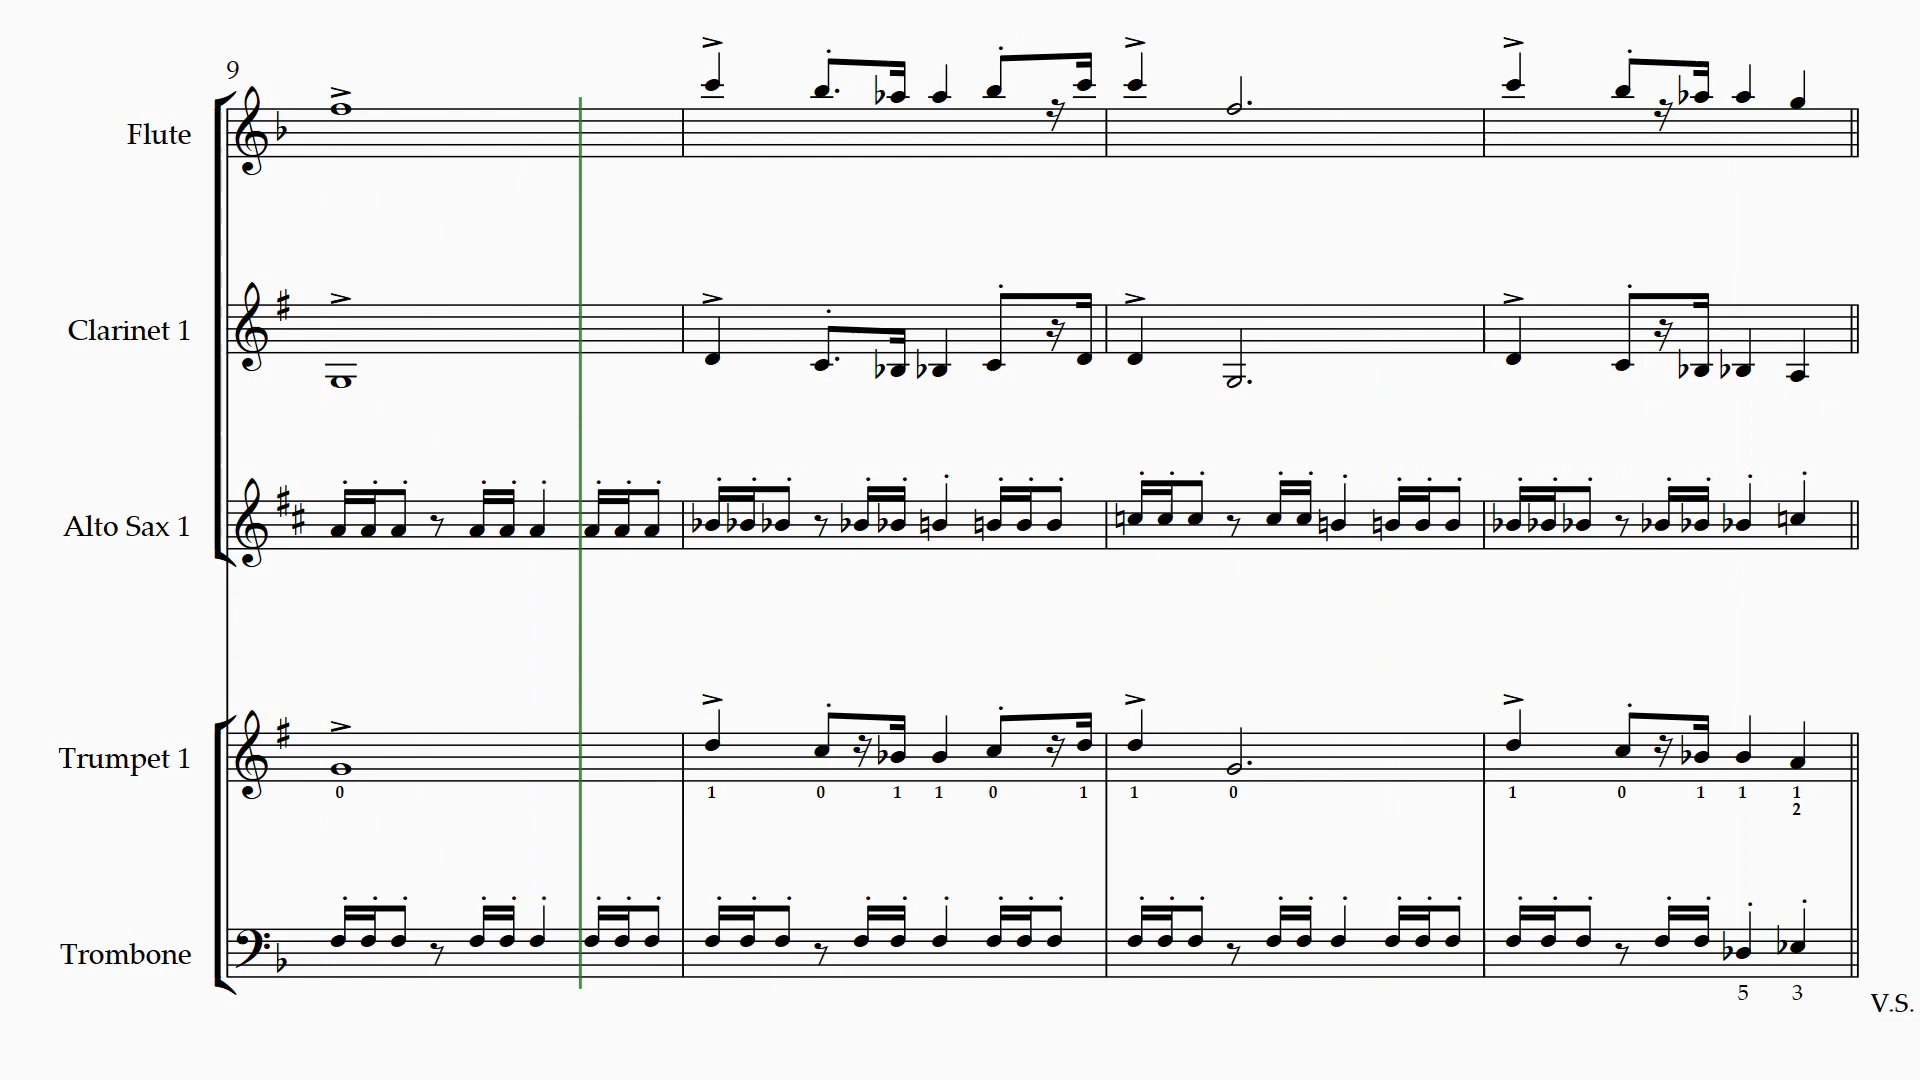 9
Flute
Clarinet 1
Alto Sax 1
Trumpet 1
0 1 0 1 1 0 1 1 0 1 0 1 1 1
2
Trombone
5 3
V.S.